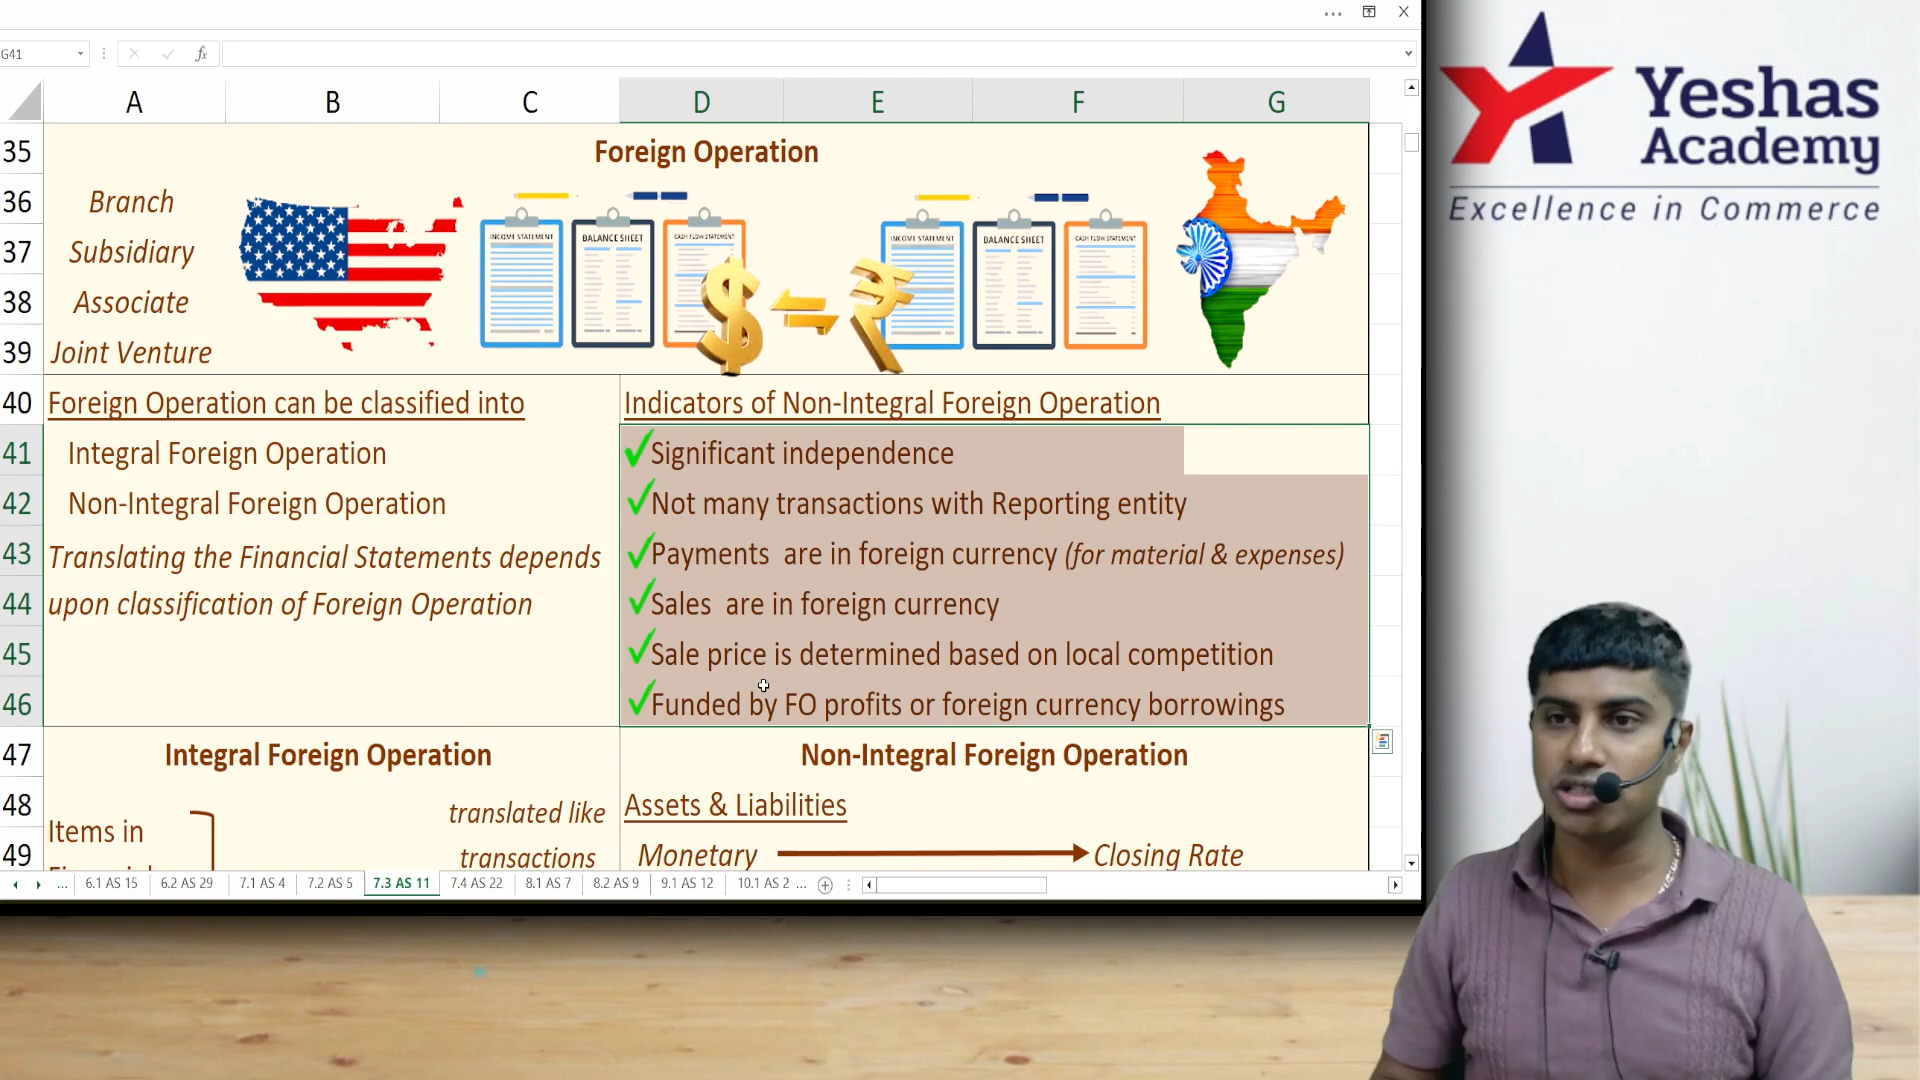 G41
fx
A B C D E F G
35 Foreign Operation
36 Branch
37 Subsidiary
38 Associate
39 Joint Venture
INCOME STATEMENT BALANCE SHEET CASH FLOW STATEMENT
INCOME STATEMENT BALANCE SHEET CASH FLOW STATEMENT
40 Foreign Operation can be classified into Indicators of Non-Integral Foreign Operation
41 Integral Foreign Operation Significant independence
42 Non-Integral Foreign Operation Not many transactions with Reporting entity
43 Translating the Financial Statements depends Payments are in foreign currency (for material & expenses)
44 upon classification of Foreign Operation Sales are in foreign currency
45 Sale price is determined based on local competition
46 Funded by FO profits or foreign currency borrowings
47 Integral Foreign Operation Non-Integral Foreign Operation
48 Items in translated like Assets & Liabilities
49 transactions Monetary Closing Rate
... 6.1 AS 15 6.2 AS 29 7.1 AS 4 7.2 AS 5 7.3 AS 11 7.4 AS 22 8.1 AS 7 8.2 AS 9 9.1 AS 12 10.1 AS 2 ...
Yeshas
Academy
Excellence in Commerce